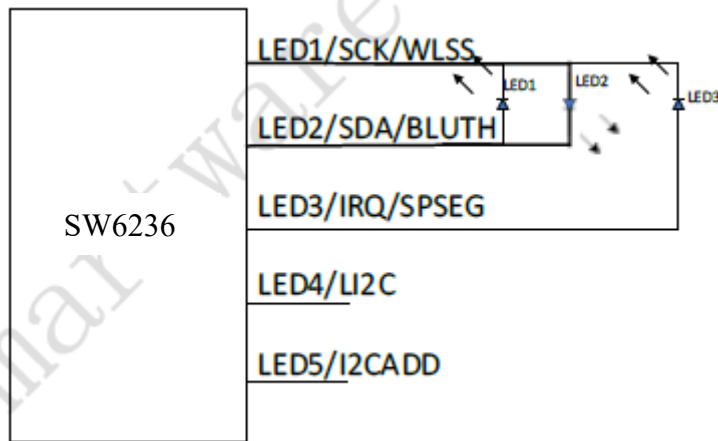 LED1/SCK/WLSS
LED1
LED2
LED3
LED2/SDA/BLUTH
LED3/IRQ/SPSEG
SW6236
LED4/LI2C
LED5/I2CADD